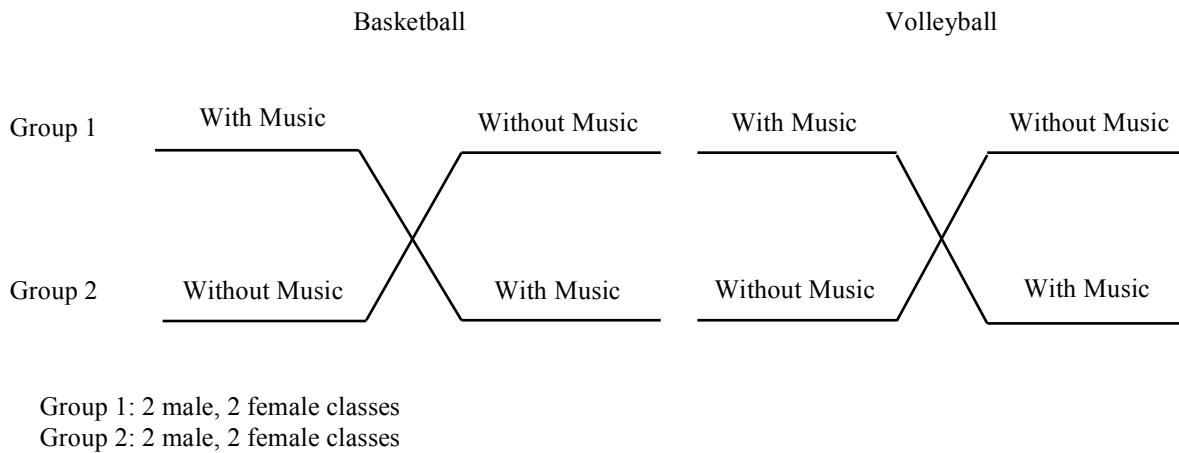 Basketball Volleyball
Group 1 With Music Without Music With Music Without Music
Group 2 Without Music With Music Without Music With Music
Group 1: 2 male, 2 female classes
Group 2: 2 male, 2 female classes